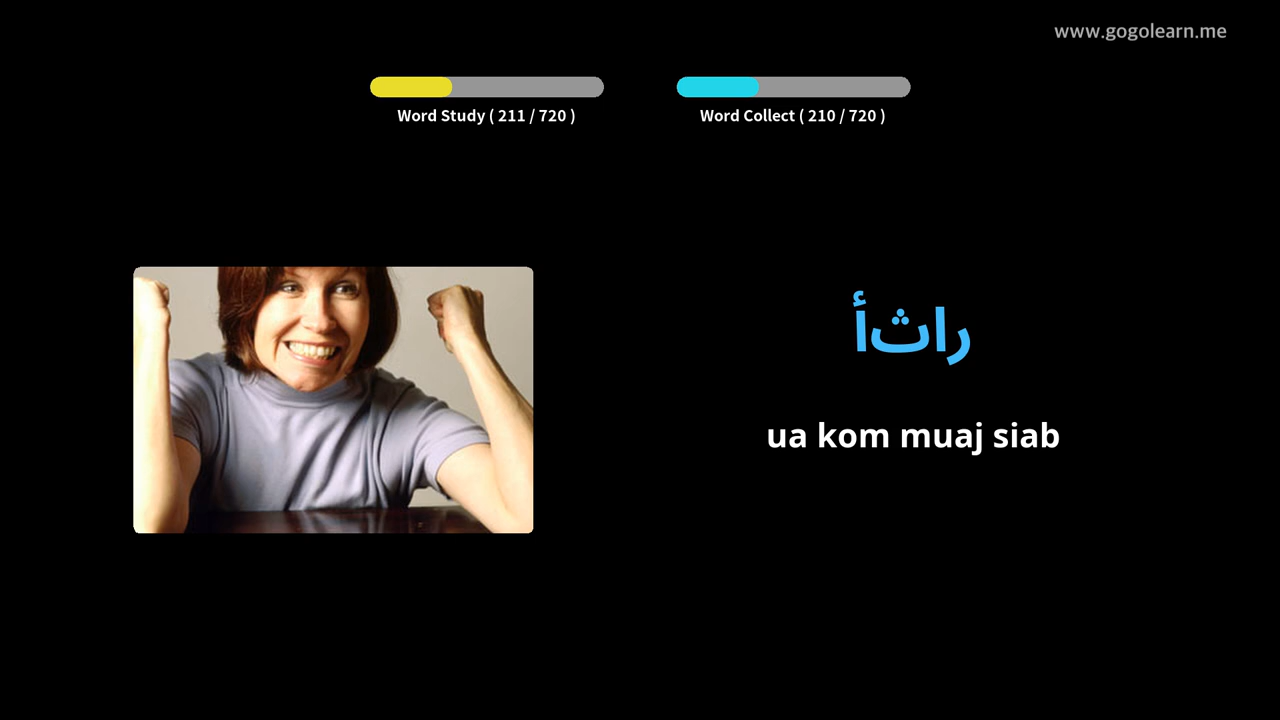 www.gogolearn.me
Word Study ( 211 / 720 )
Word Collect ( 210 / 720 )
راثأ
ua kom muaj siab